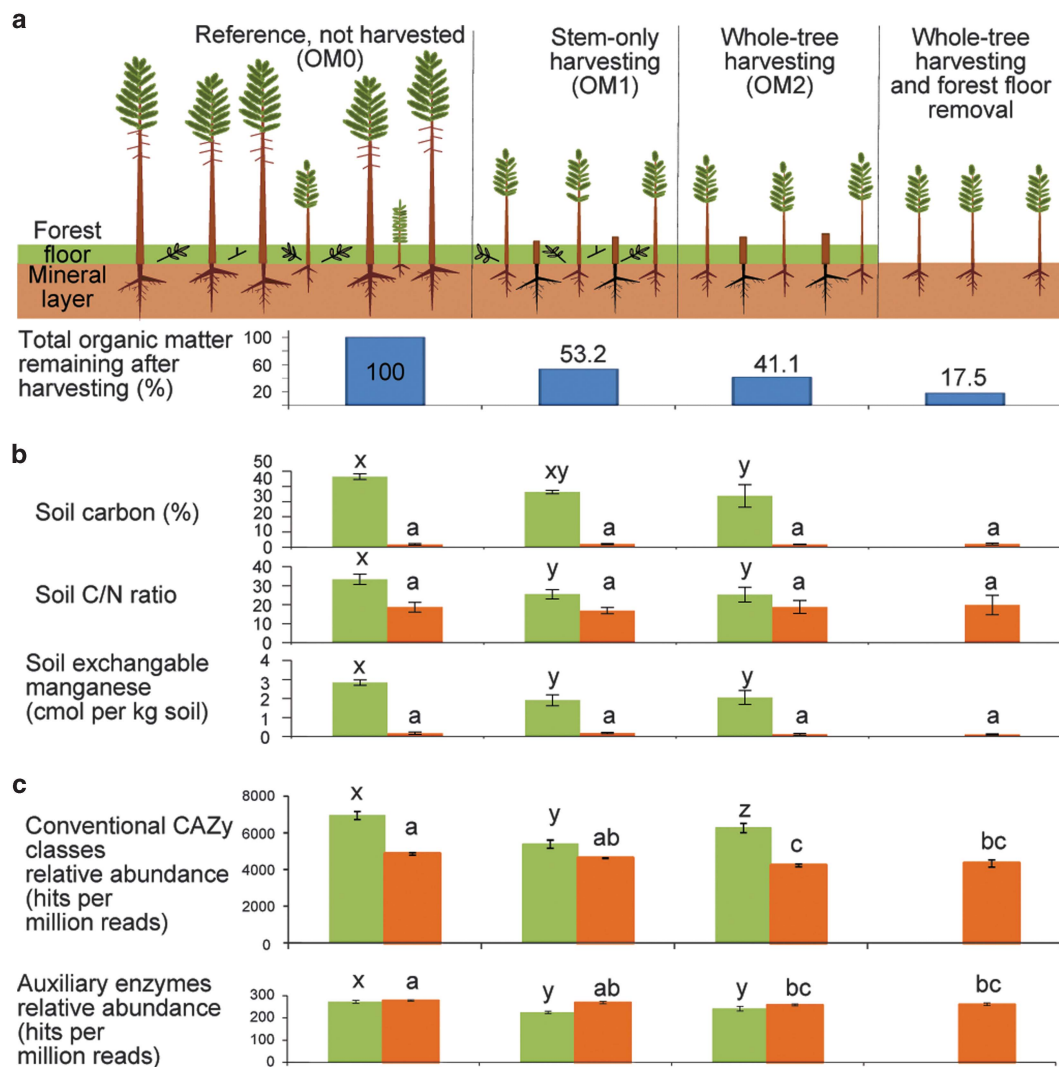 a
Reference, not harvested
(OM0)
Stem-only
harvesting
(OM1)
Whole-tree
harvesting
(OM2)
Whole-tree
harvesting
and forest floor
removal
Forest
floor
Mineral
layer
Total organic matter
remaining after
harvesting (%)
100
60
20
100
53.2
41.1
17.5
b
Soil carbon (%)
50
40
30
20
10
0
x
a
xy
a
y
a
a
Soil C/N ratio
40
30
20
10
0
x
a
y
a
y
a
a
Soil exchangable
manganese
(cmol per kg soil)
4
3
2
1
0
x
a
y
a
y
a
a
c
Conventional CAZy
classes
relative abundance
(hits per
million reads)
8000
6000
4000
2000
0
x
a
y
ab
z
c
bc
Auxiliary enzymes
relative abundance
(hits per
million reads)
300
200
100
0
x
a
y
ab
y
bc
bc